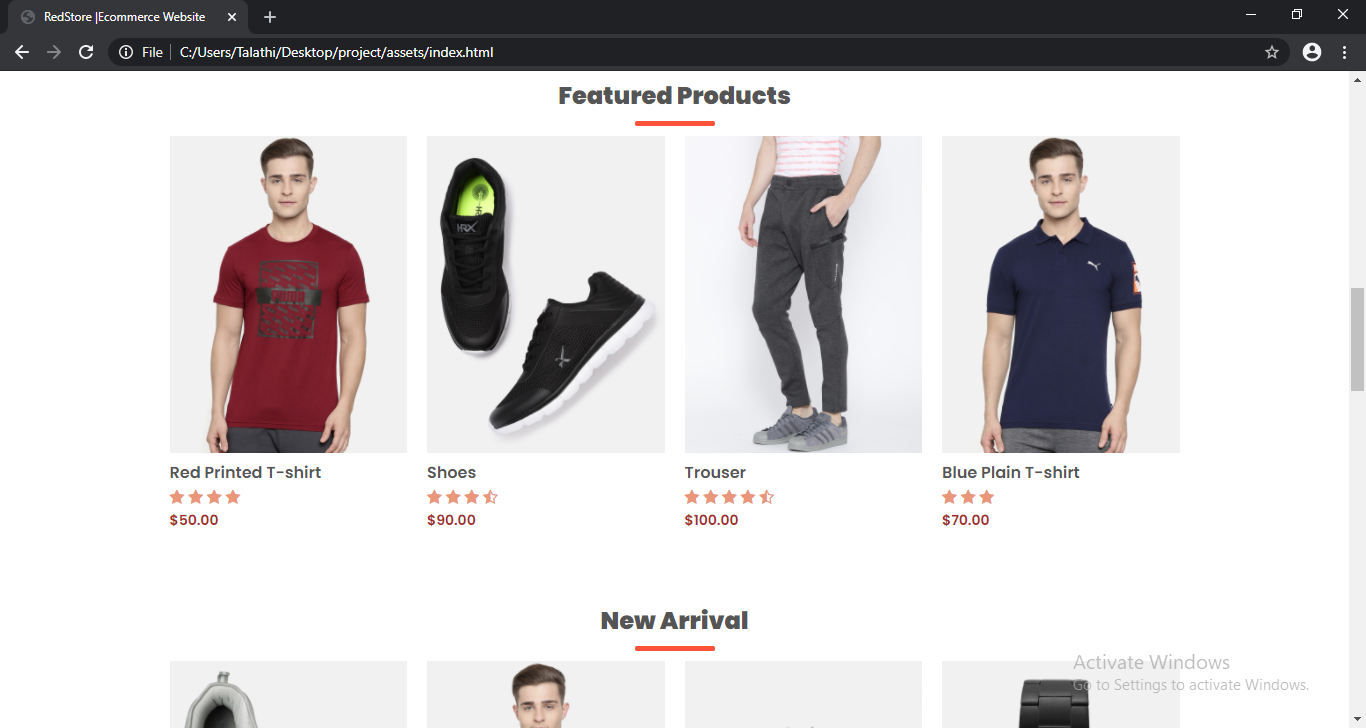 RedStore |Ecommerce Website
File
C:/Users/Talathi/Desktop/project/assets/index.html
Featured Products
PUMA
HRX
Red Printed T-shirt
Shoes
Trouser
Blue Plain T-shirt
$50.00
$90.00
$100.00
$70.00
New Arrival
Activate Windows
Go to Settings to activate Windows.